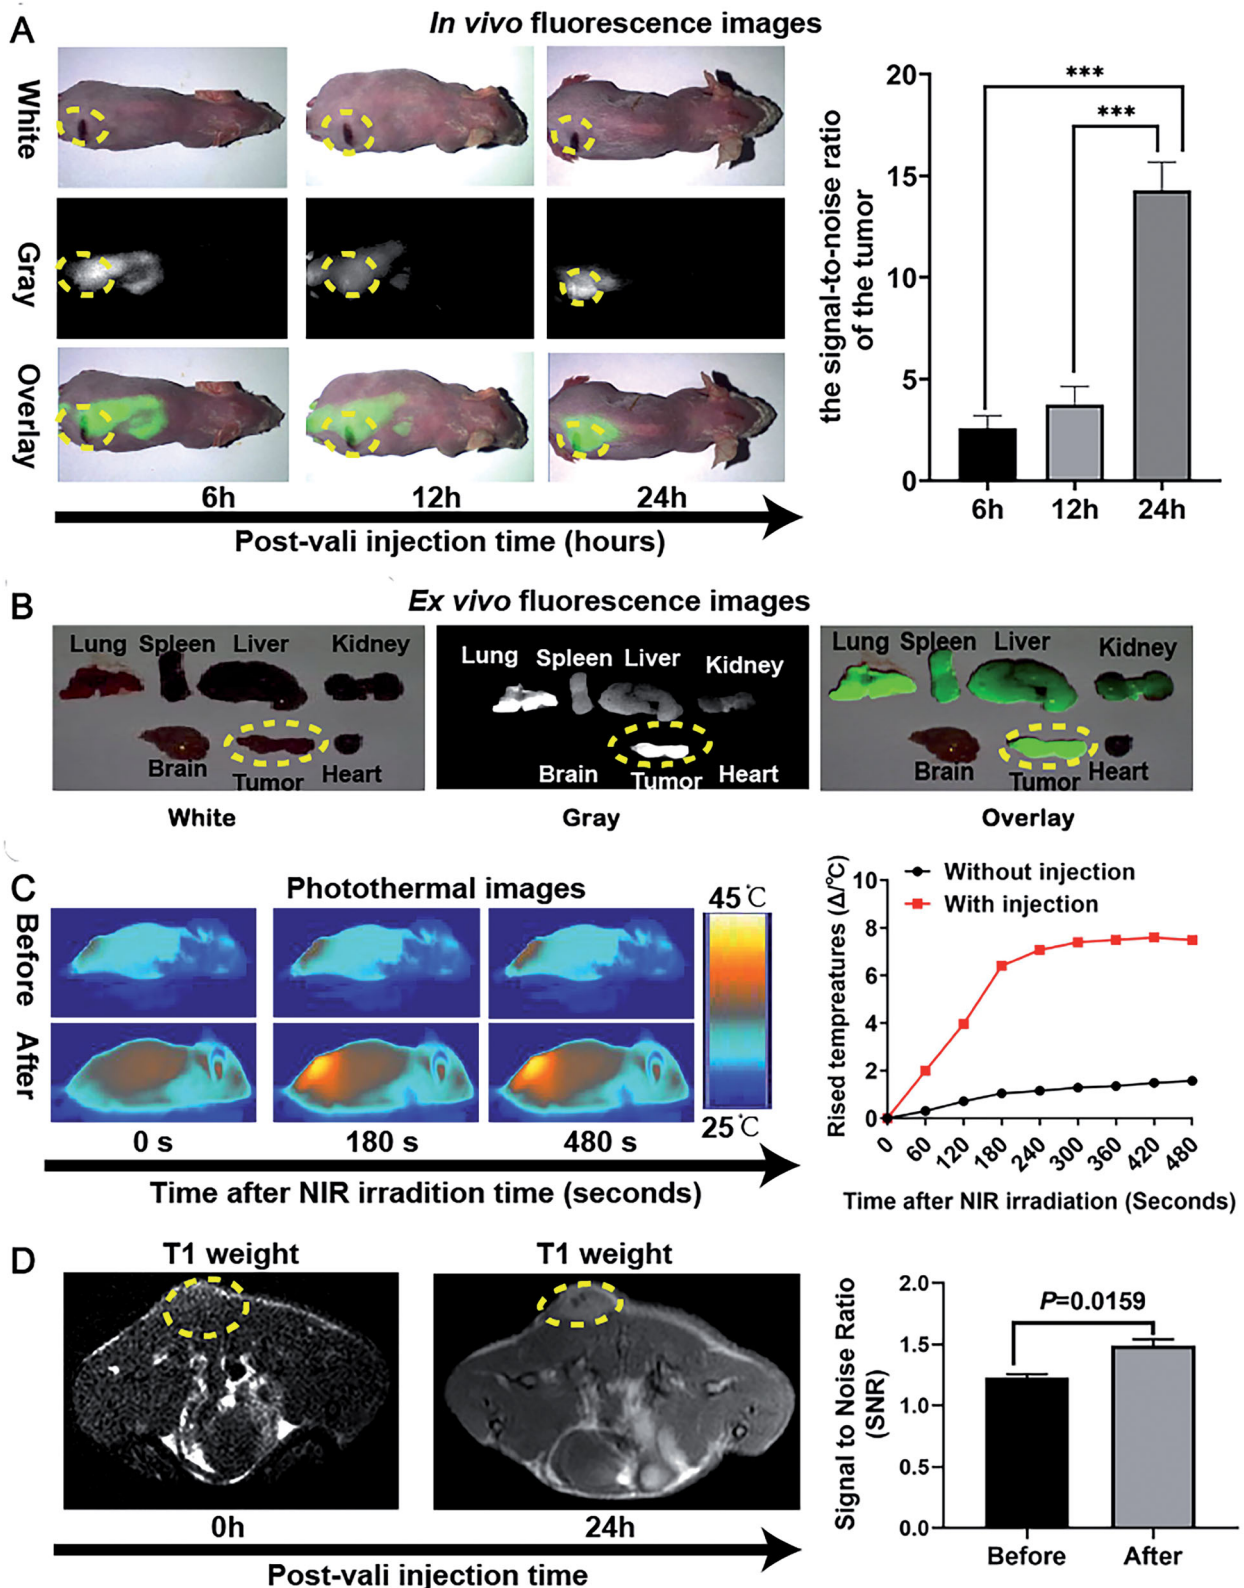 A
In vivo fluorescence images
White
Gray
Overlay
6h 12h 24h
Post-vali injection time (hours)
the signal-to-noise ratio
of the tumor
20
15
10
5
0
***
***
6h 12h 24h
B
Ex vivo fluorescence images
Lung Spleen Liver Kidney
Brain Tumor Heart
White
Lung Spleen Liver Kidney
Brain Tumor Heart
Gray
Lung Spleen Liver Kidney
Brain Tumor Heart
Overlay
C
Photothermal images
Before
After
45℃
25℃
0 s 180 s 480 s
Time after NIR irradition time (seconds)
Rised tempreatures (Δ/℃)
Without injection
With injection
10
8
6
4
2
0
0 60 120 180 240 300 360 420 480
Time after NIR irradiation (Seconds)
D
T1 weight T1 weight
0h 24h
Post-vali injection time
Signal to Noise Ratio
(SNR)
2.0
1.5
1.0
0.5
0.0
P=0.0159
Before After